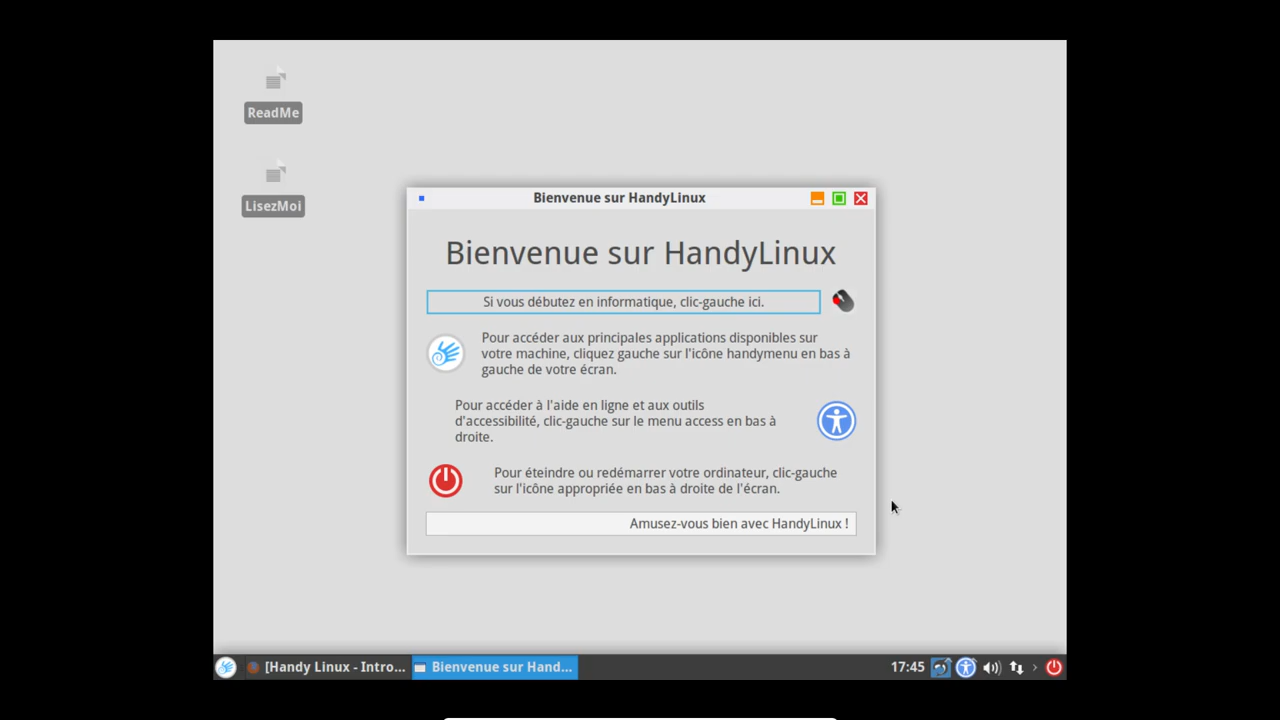 ReadMe
LisezMoi
Bienvenue sur HandyLinux
Bienvenue sur HandyLinux
Si vous débutez en informatique, clic-gauche ici.
Pour accéder aux principales applications disponibles sur
votre machine, cliquez gauche sur l'icône handymenu en bas à
gauche de votre écran.
Pour accéder à l'aide en ligne et aux outils
d'accessibilité, clic-gauche sur le menu access en bas à
droite.
Pour éteindre ou redémarrer votre ordinateur, clic-gauche
sur l'icône appropriée en bas à droite de l'écran.
Amusez-vous bien avec HandyLinux !
[Handy Linux - Intro...
Bienvenue sur Hand...
17:45